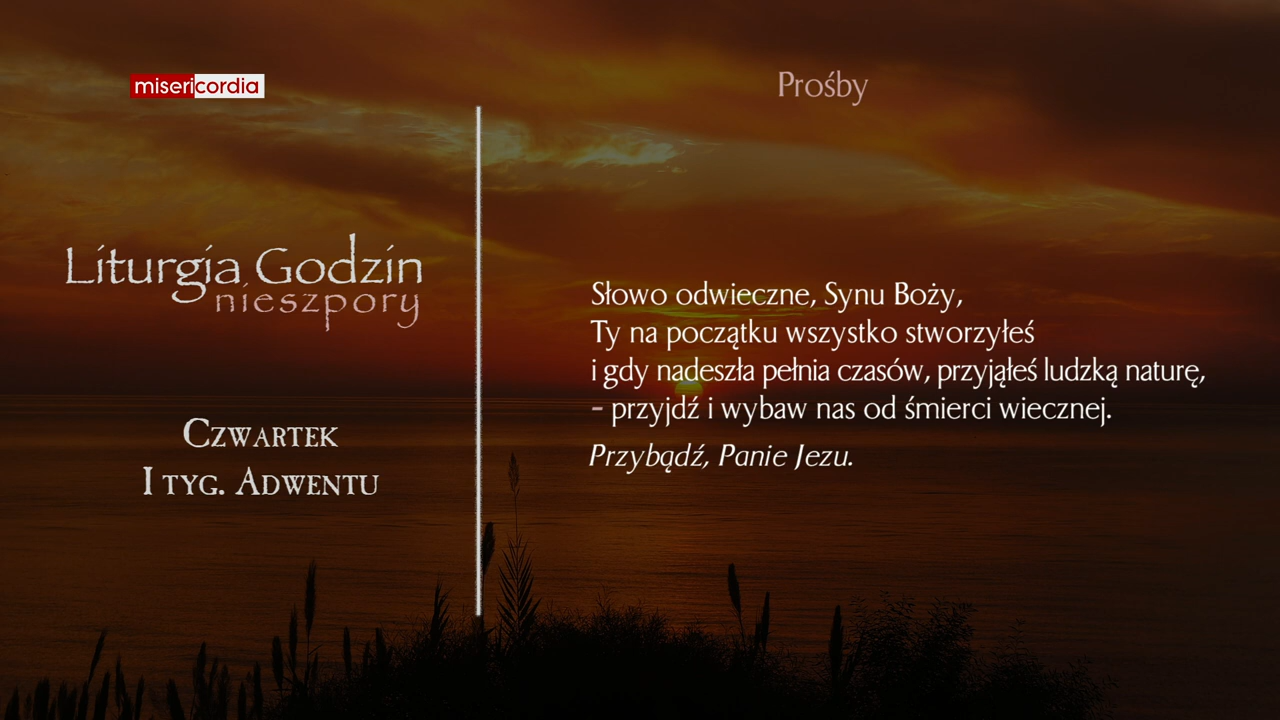 misericordia
Prośby
Liturgia Godzin
nieszpory
Czwartek
I tyg. Adwentu
Słowo odwieczne, Synu Boży,
Ty na początku wszystko stworzyłeś
i gdy nadeszła pełnia czasów, przyjąłeś ludzką naturę,
- przyjdź i wybaw nas od śmierci wiecznej.
Przybądź, Panie Jezu.